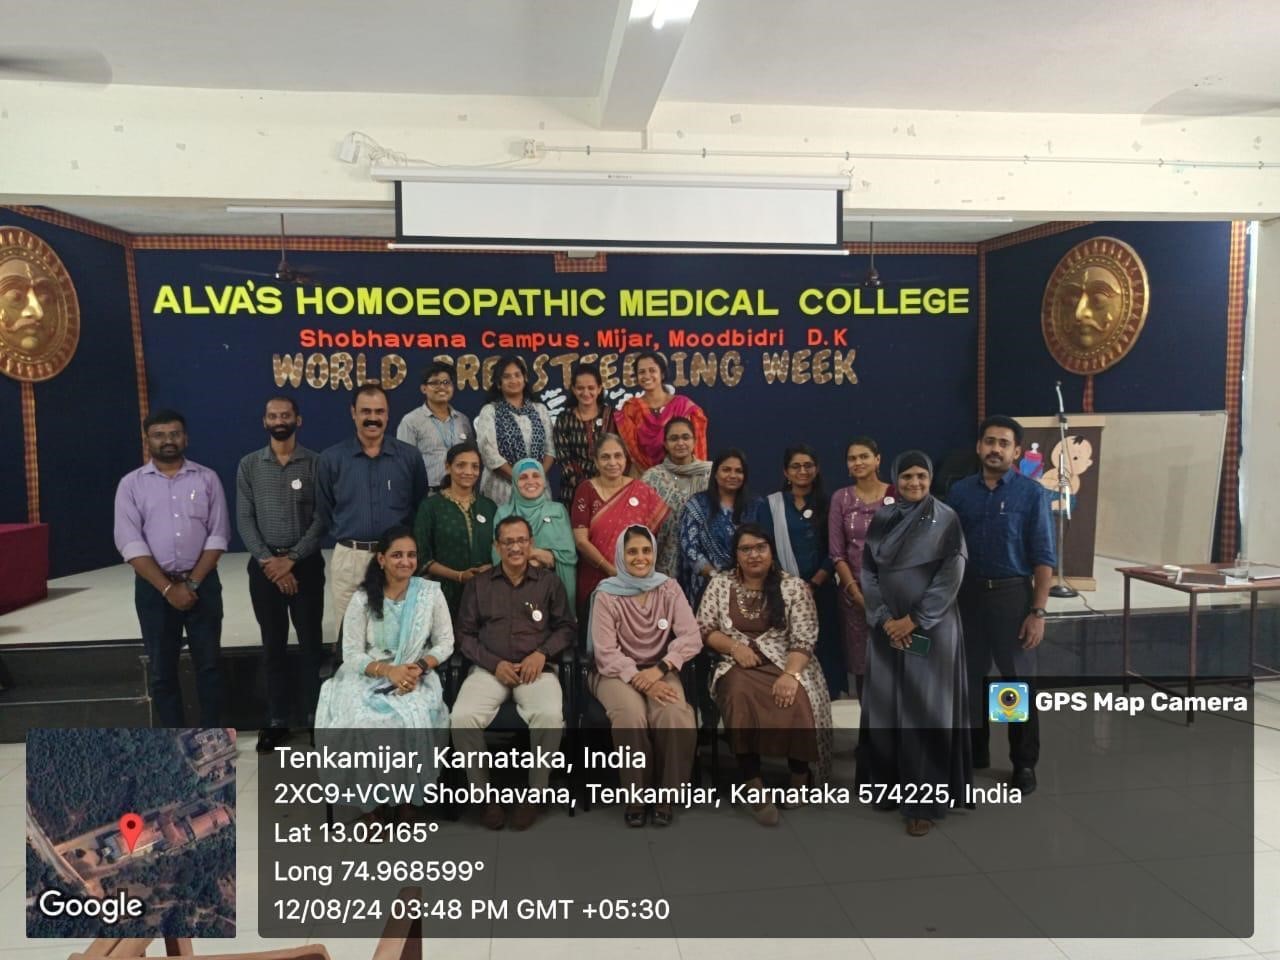 ALVA'S HOMOEOPATHIC MEDICAL COLLEGE
Shobhavana Campus. Mijar, Moodbidri D.K
WORLD BREASTFEEDING WEEK
GPS Map Camera
Tenkamijar, Karnataka, India
2XC9+VCW Shobhavana, Tenkamijar, Karnataka 574225, India
Lat 13.02165°
Long 74.968599°
12/08/24 03:48 PM GMT +05:30
Google